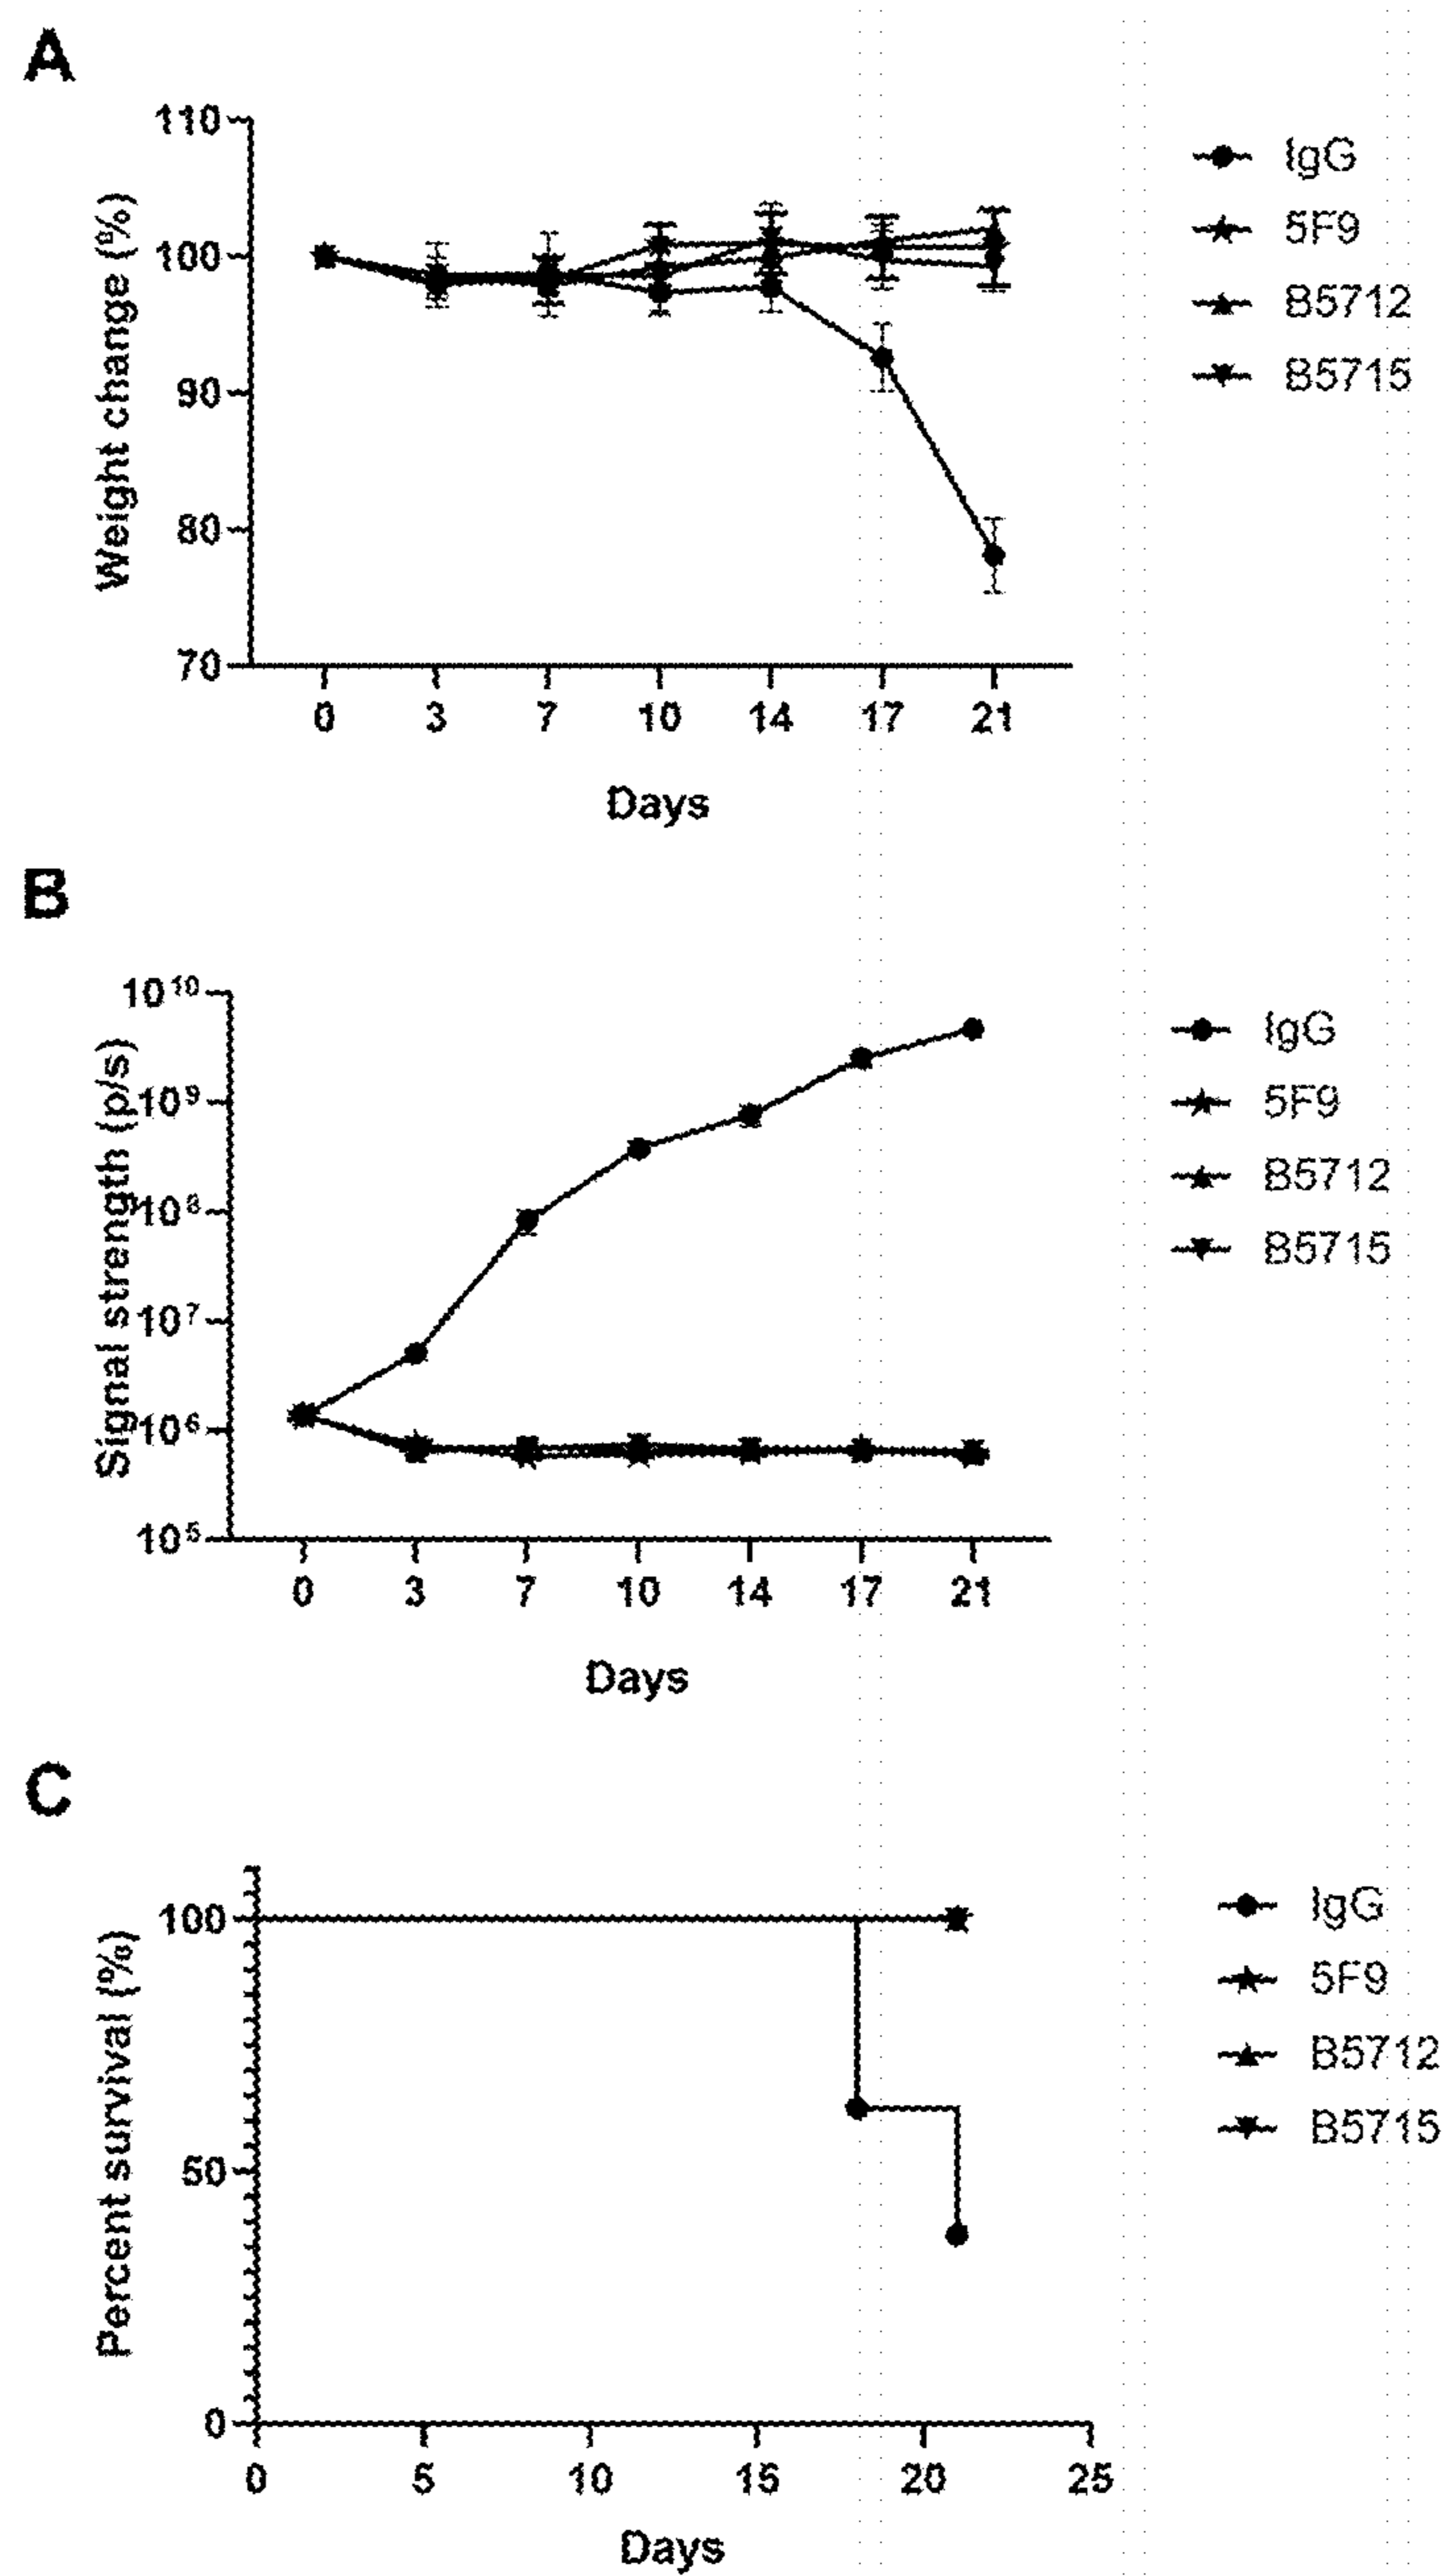 A
110
100
90
80
70
Weight change (%)
0 3 7 10 14 17 21
Days
IgG
5F9
B5712
B5715
B
10¹⁰
10⁹
10⁸
10⁷
10⁶
10⁵
Signal strength (p/s)
0 3 7 10 14 17 21
Days
IgG
5F9
B5712
B5715
C
100
50
0
Percent survival (%)
0 5 10 15 20 25
Days
IgG
5F9
B5712
B5715